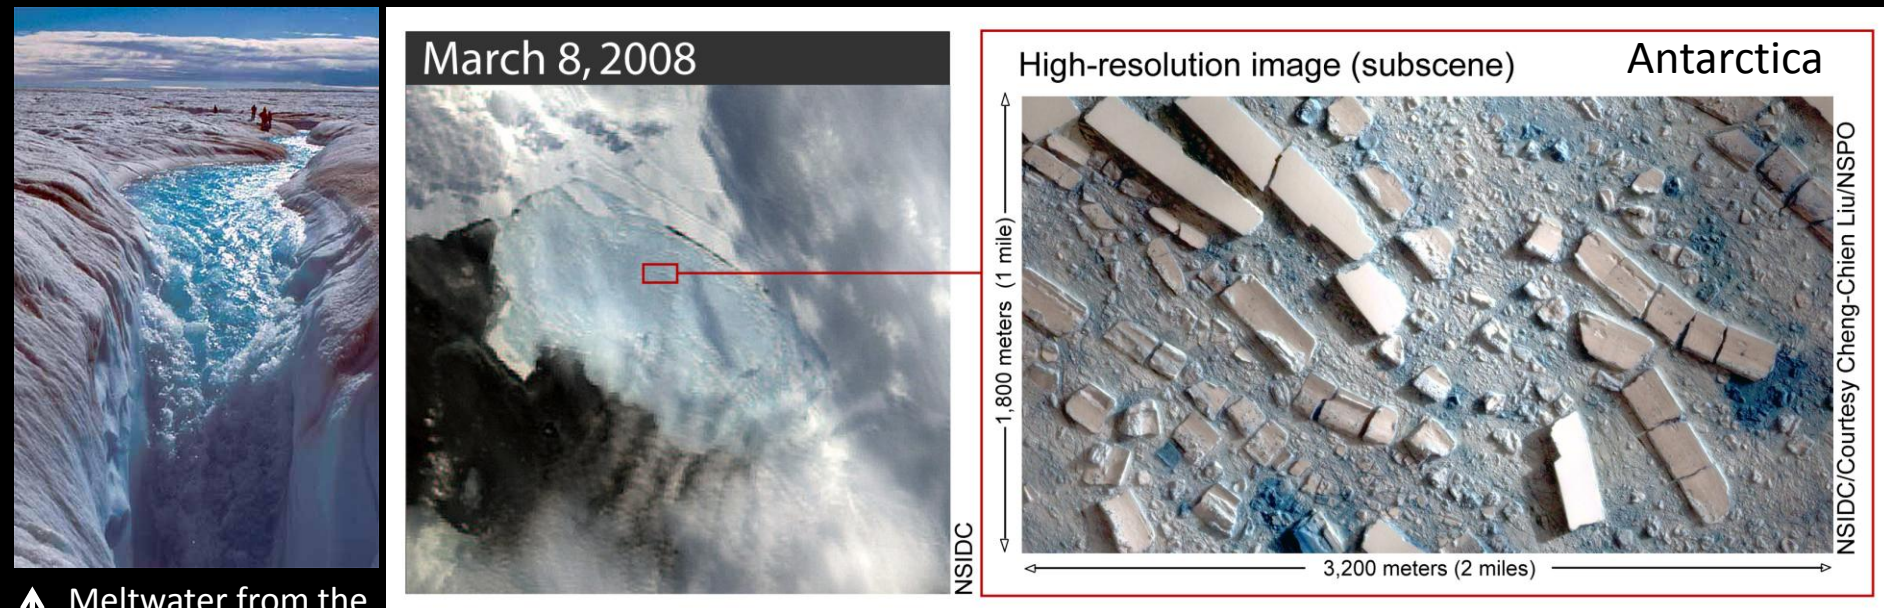 March 8, 2008
NSIDC
High-resolution image (subscene)
Antarctica
1,800 meters (1 mile)
3,200 meters (2 miles)
NSIDC/Courtesy Cheng-Chien Liu/NSPO
Meltwater from the